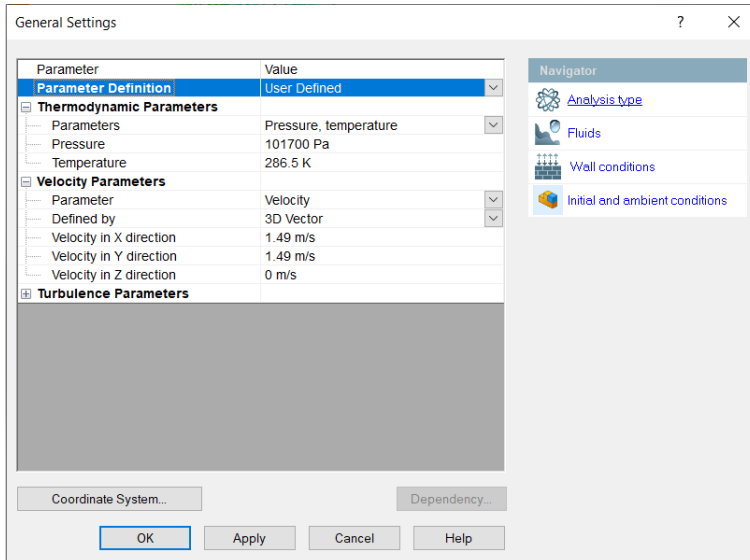 General Settings
?
Parameter Value
Parameter Definition User Defined
Thermodynamic Parameters
Parameters Pressure, temperature
Pressure 101700 Pa
Temperature 286.5 K
Velocity Parameters
Parameter Velocity
Defined by 3D Vector
Velocity in X direction 1.49 m/s
Velocity in Y direction 1.49 m/s
Velocity in Z direction 0 m/s
Turbulence Parameters
Navigator
Analysis type
Fluids
Wall conditions
Initial and ambient conditions
Coordinate System... Dependency...
OK Apply Cancel Help